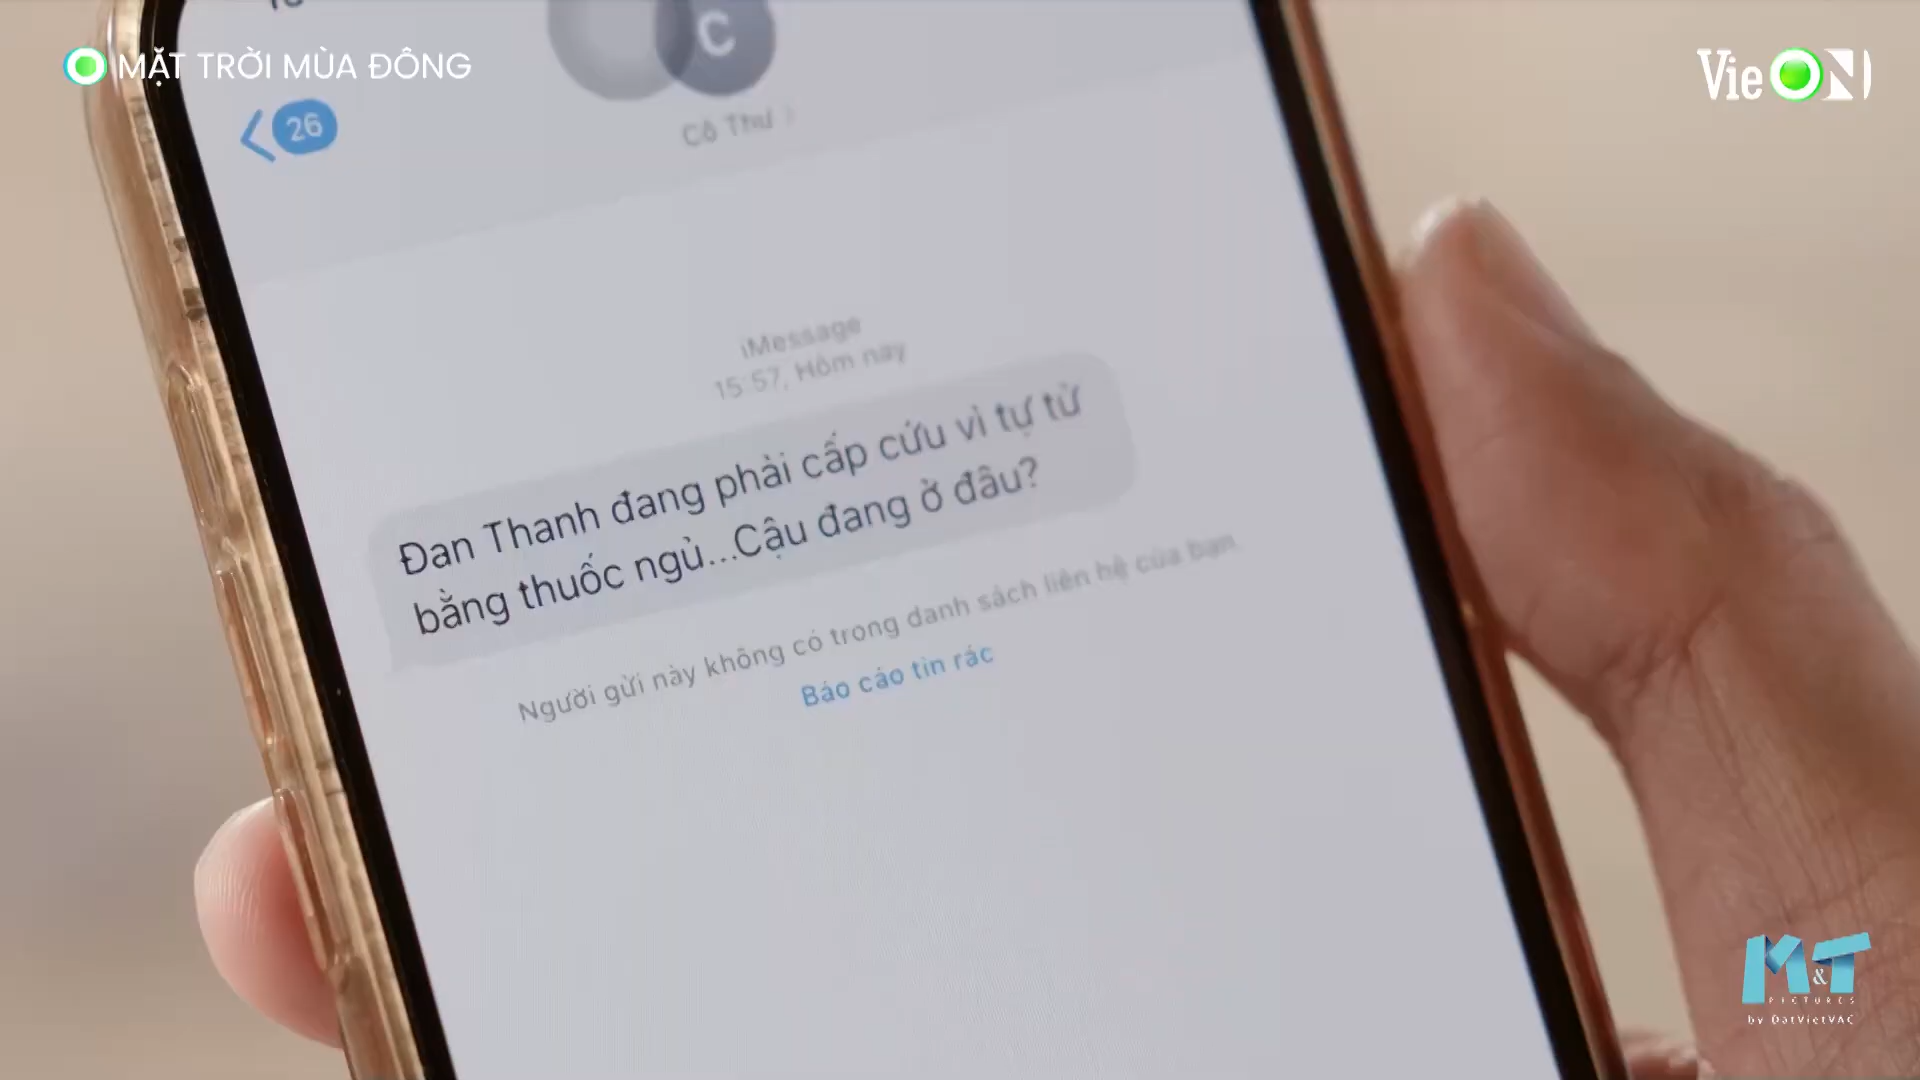 MẶT TRỜI MÙA ĐÔNG
VieON
C
26
Cô Thư
iMessage
15:57, Hôm nay
Đan Thanh đang phải cấp cứu vì tự tử
bằng thuốc ngủ...Cậu đang ở đâu?
Người gửi này không có trong danh sách liên hệ của bạn.
Báo cáo tin rác
M&T
PICTURES
by DatVietVAC